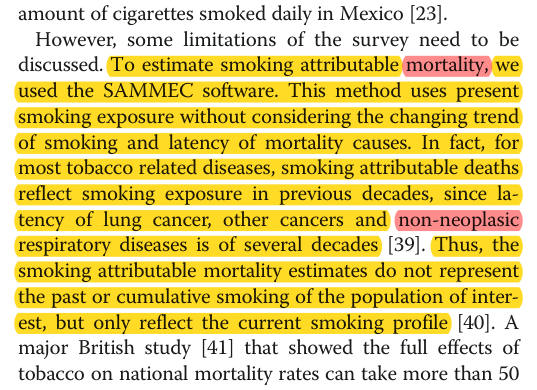 amount of cigarettes smoked daily in Mexico [23].
However, some limitations of the survey need to be
discussed. To estimate smoking attributable mortality, we
used the SAMMEC software. This method uses present
smoking exposure without considering the changing trend
of smoking and latency of mortality causes. In fact, for
most tobacco related diseases, smoking attributable deaths
reflect smoking exposure in previous decades, since la-
tency of lung cancer, other cancers and non-neoplasic
respiratory diseases is of several decades [39]. Thus, the
smoking attributable mortality estimates do not represent
the past or cumulative smoking of the population of inter-
est, but only reflect the current smoking profile [40]. A
major British study [41] that showed the full effects of
tobacco on national mortality rates can take more than 50